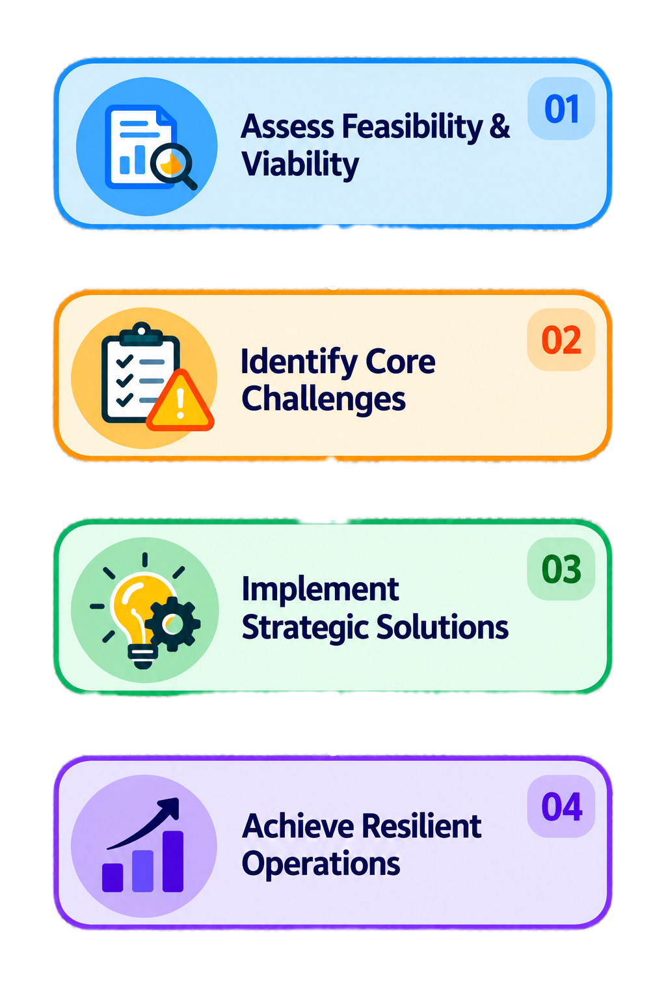 Assess Feasibility &
Viability
01
Identify Core
Challenges
02
Implement
Strategic Solutions
03
Achieve Resilient
Operations
04